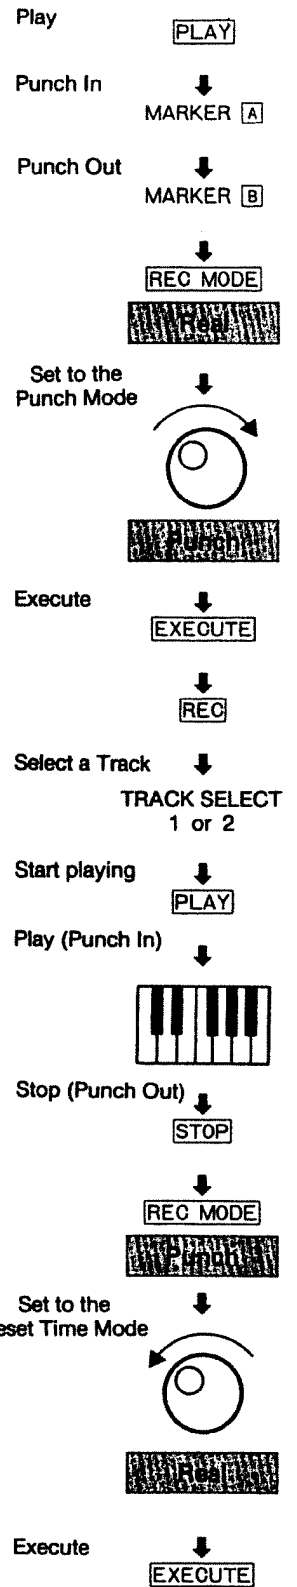 Play
PLAY
Punch In
MARKER A
Punch Out
MARKER B
REC MODE
Real
Set to the
Punch Mode
Punch
Execute
EXECUTE
REC
Select a Track
TRACK SELECT
1 or 2
Start playing
PLAY
Play (Punch In)
Stop (Punch Out)
STOP
REC MODE
Punch
Set to the
eset Time Mode
Real
Execute
EXECUTE